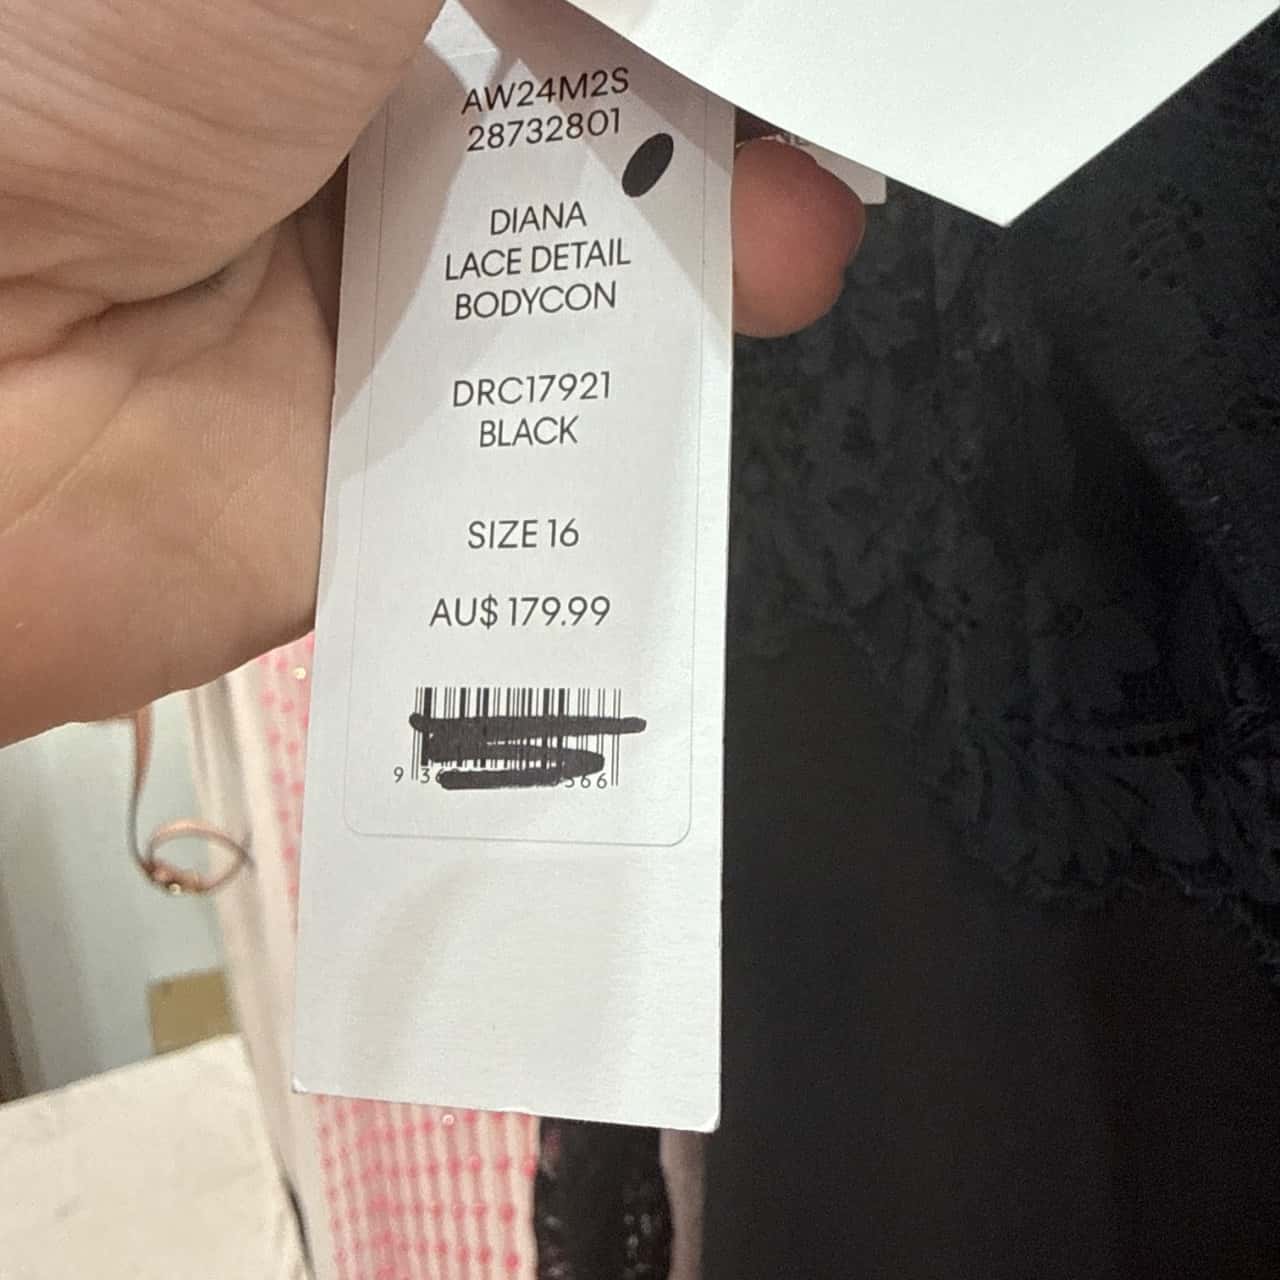 AW24M2S
28732801
DIANA
LACE DETAIL
BODYCON
DRC17921
BLACK
SIZE 16
AU$ 179.99